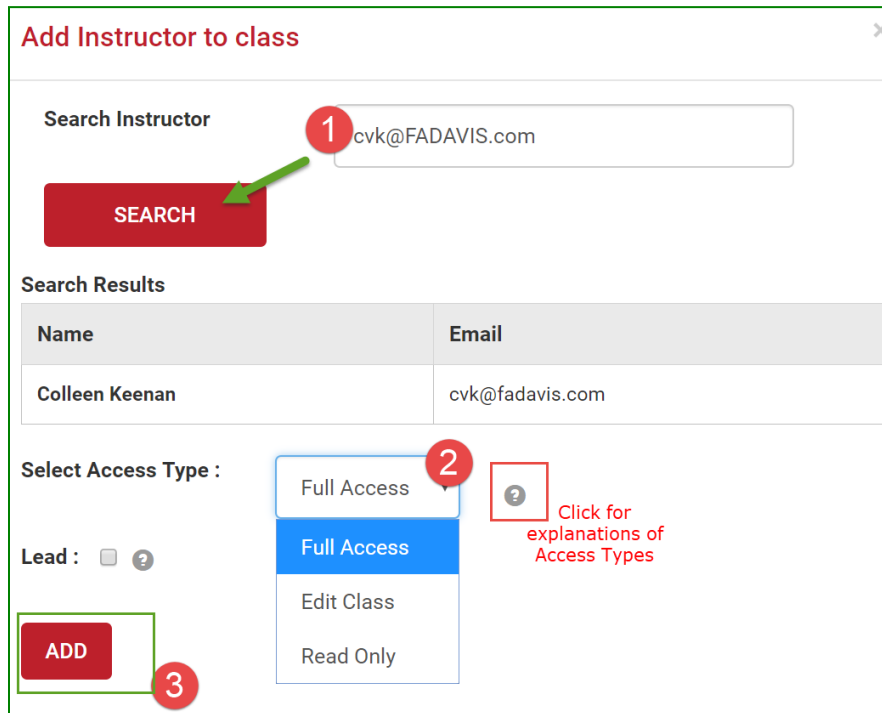 Add Instructor to class
×
Search Instructor
1
cvk@FADAVIS.com
SEARCH
Search Results
Name Email
Colleen Keenan cvk@fadavis.com
Select Access Type :
Full Access
2
?
Click for
explanations of
Access Types
Full Access
Edit Class
Read Only
Lead :
?
ADD
3